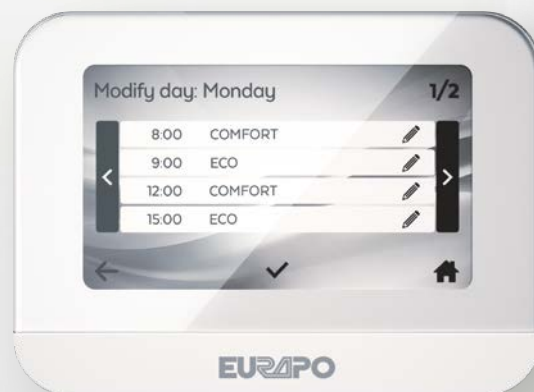 Modify day: Monday 1/2
8:00 COMFORT
9:00 ECO
12:00 COMFORT
15:00 ECO
EURAPO